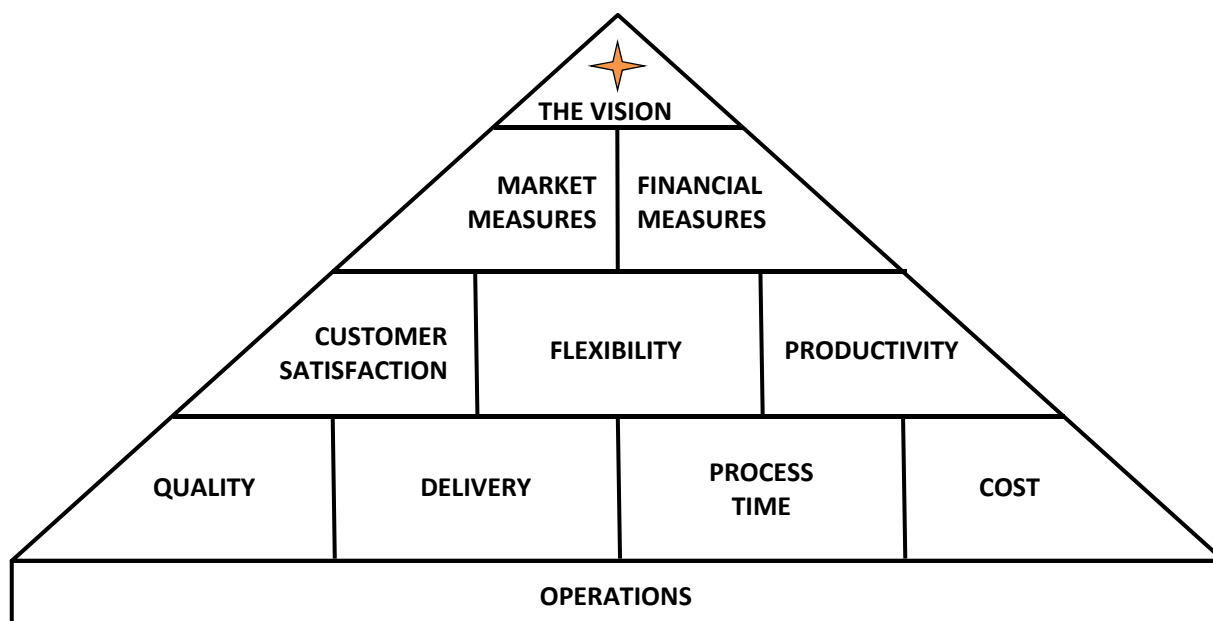 THE VISION
MARKET
MEASURES
FINANCIAL
MEASURES
CUSTOMER
SATISFACTION
FLEXIBILITY
PRODUCTIVITY
QUALITY
DELIVERY
PROCESS
TIME
COST
OPERATIONS